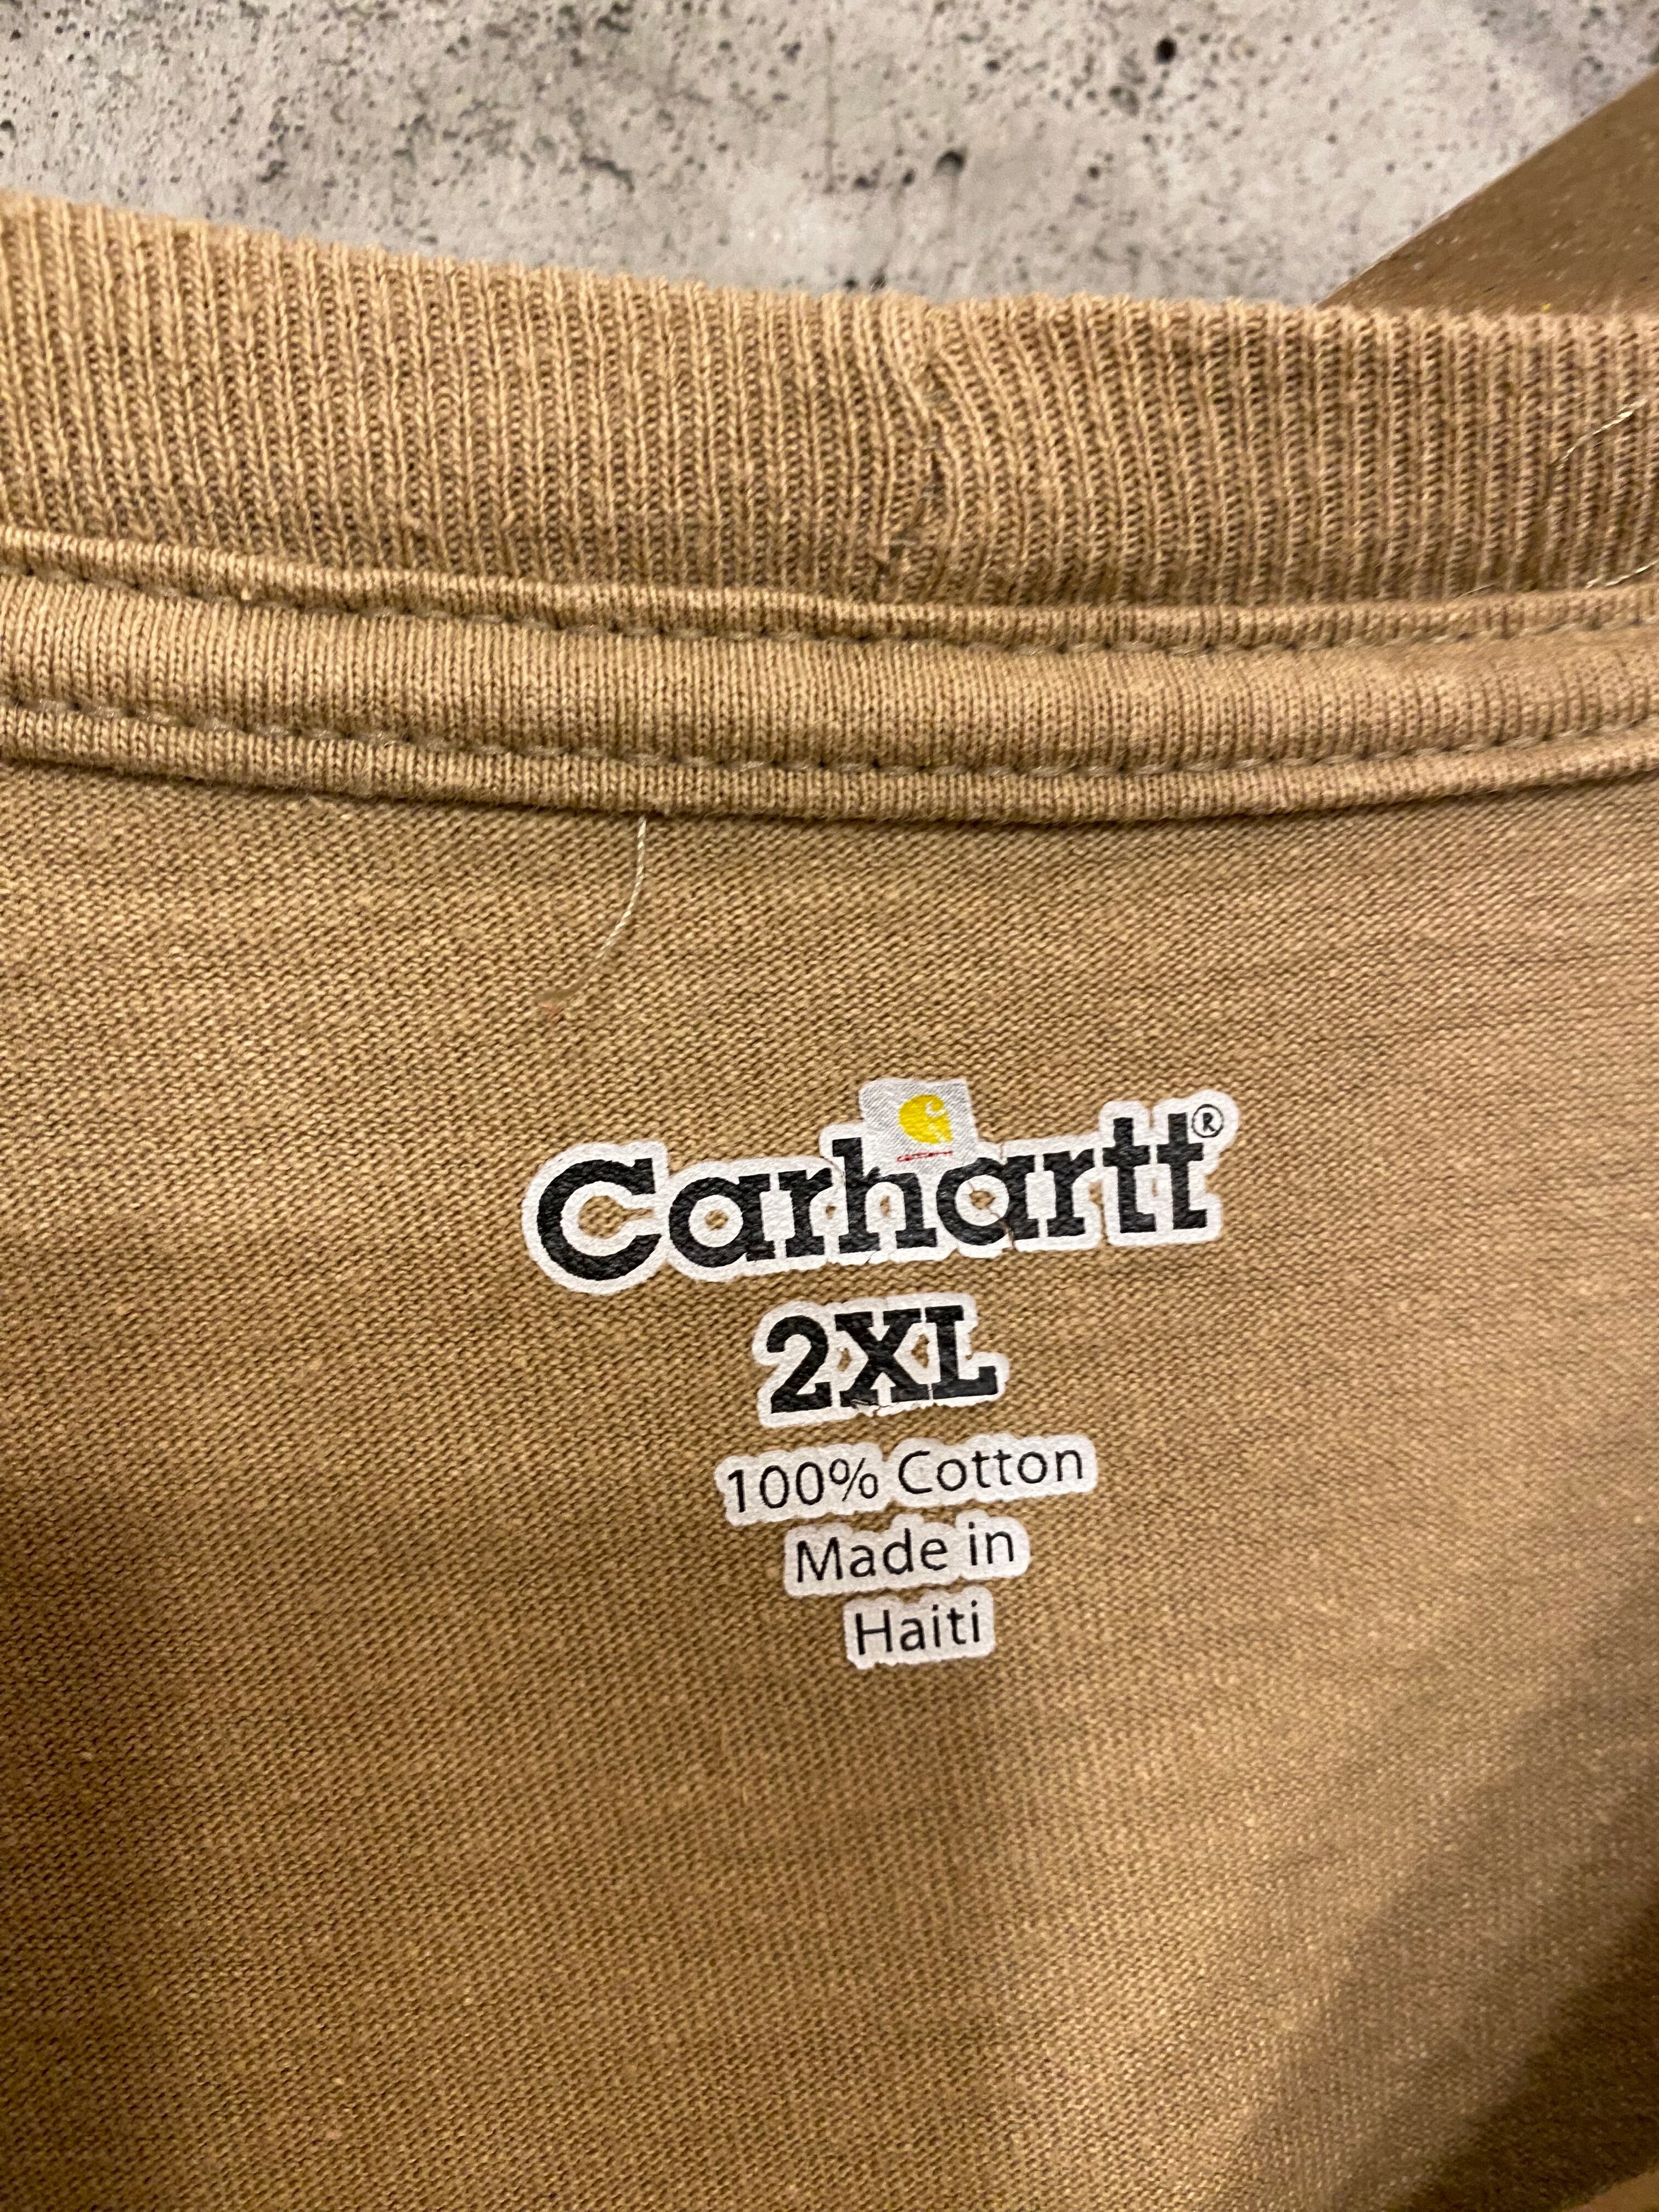 Carhartt®
2XL
100% Cotton
Made in
Haiti